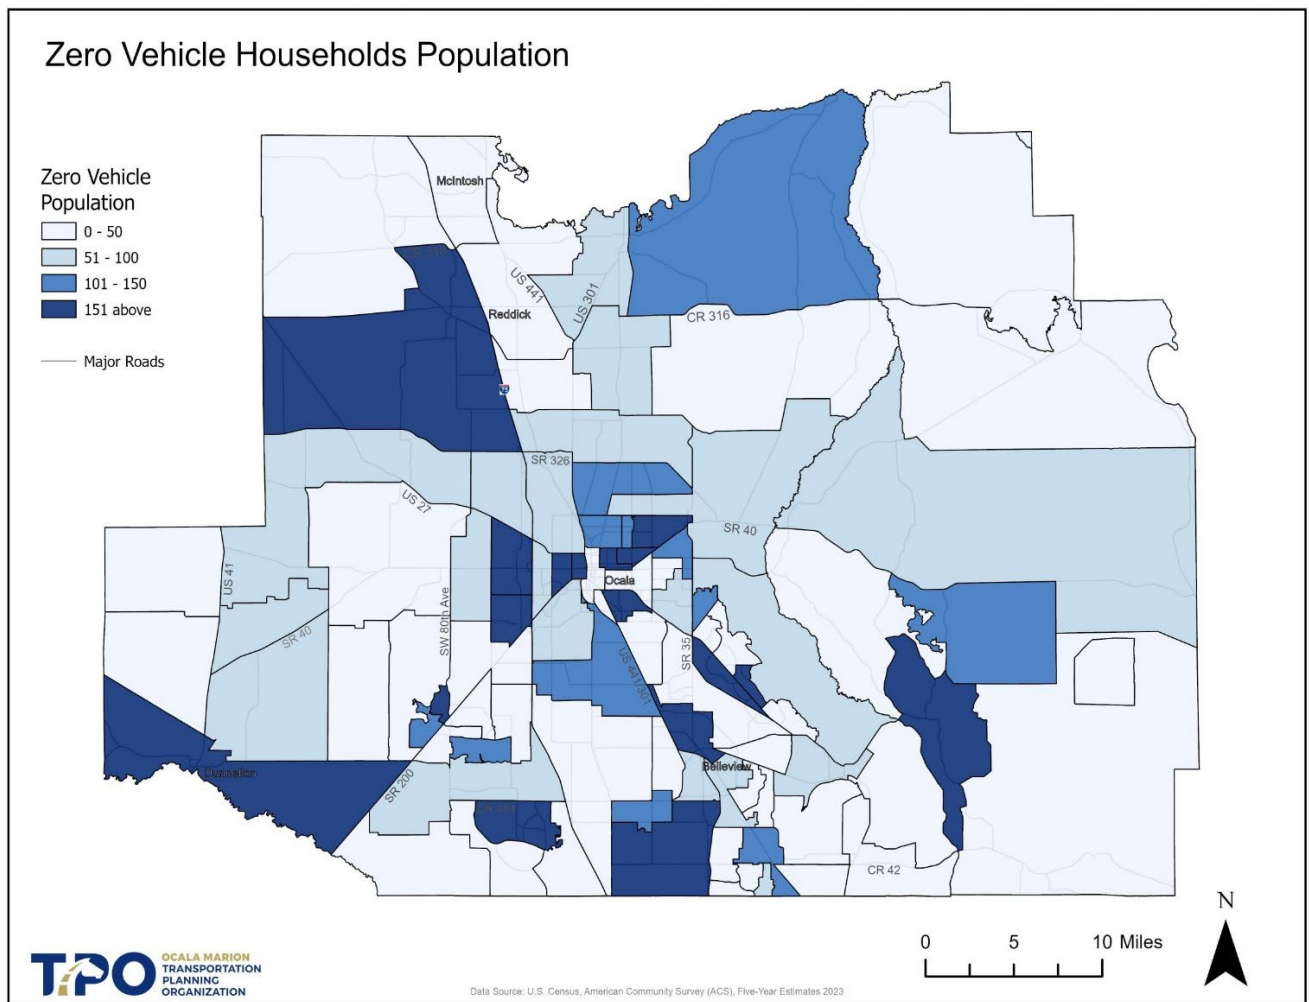 Zero Vehicle Households Population
Zero Vehicle
Population
0 - 50
51 - 100
101 - 150
151 above
Major Roads
McIntosh
US 441
US 301
Reddick
CR 316
SR 326
US 27
SR 40
Ocala
US 41
SR 40
SW 80th Ave
SR 35
US 441/301
Belleview
Dunnellon
SR 200
CR 42
N
0 5 10 Miles
TPO
OCALA MARION
TRANSPORTATION
PLANNING
ORGANIZATION
Data Source: U.S. Census, American Community Survey (ACS), Five-Year Estimates 2023